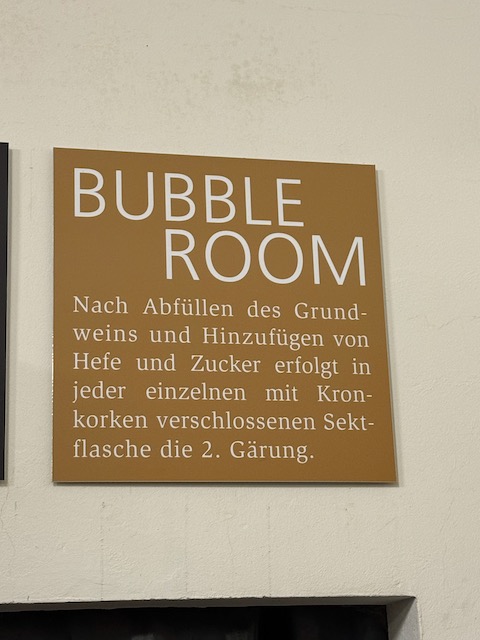 BUBBLE
ROOM
Nach Abfüllen des Grund-
weins und Hinzufügen von
Hefe und Zucker erfolgt in
jeder einzelnen mit Kron-
korken verschlossenen Sekt-
flasche die 2. Gärung.